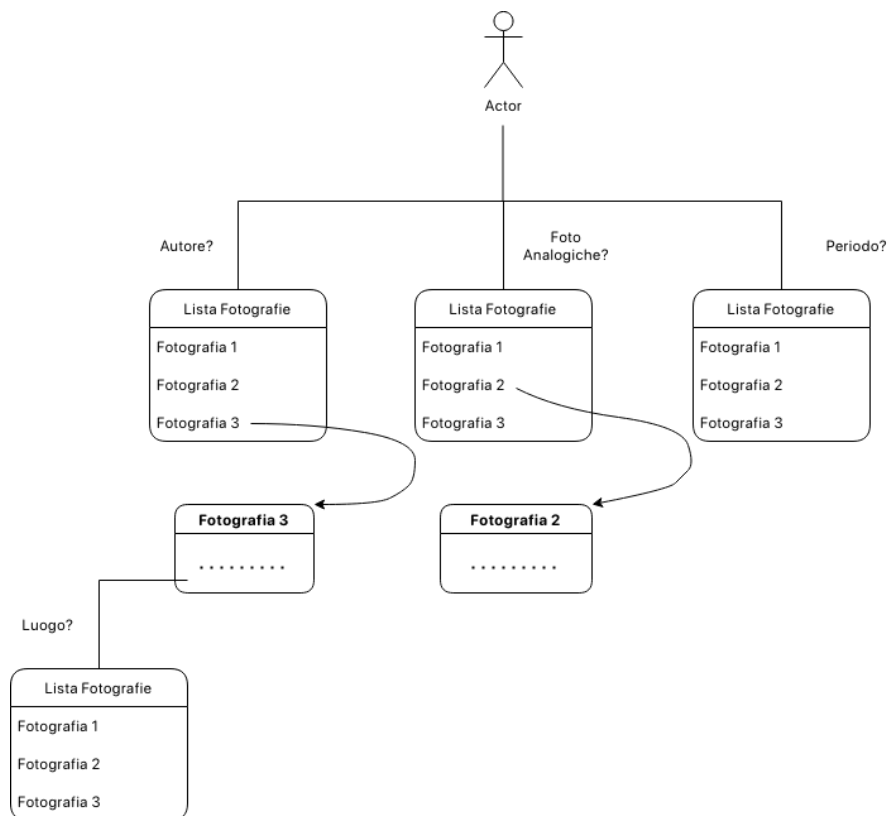 Actor
Autore?
Foto
Analogiche?
Periodo?
Lista Fotografie
Fotografia 1
Fotografia 2
Fotografia 3
Lista Fotografie
Fotografia 1
Fotografia 2
Fotografia 3
Lista Fotografie
Fotografia 1
Fotografia 2
Fotografia 3
Fotografia 3
.........
Fotografia 2
.........
Luogo?
Lista Fotografie
Fotografia 1
Fotografia 2
Fotografia 3